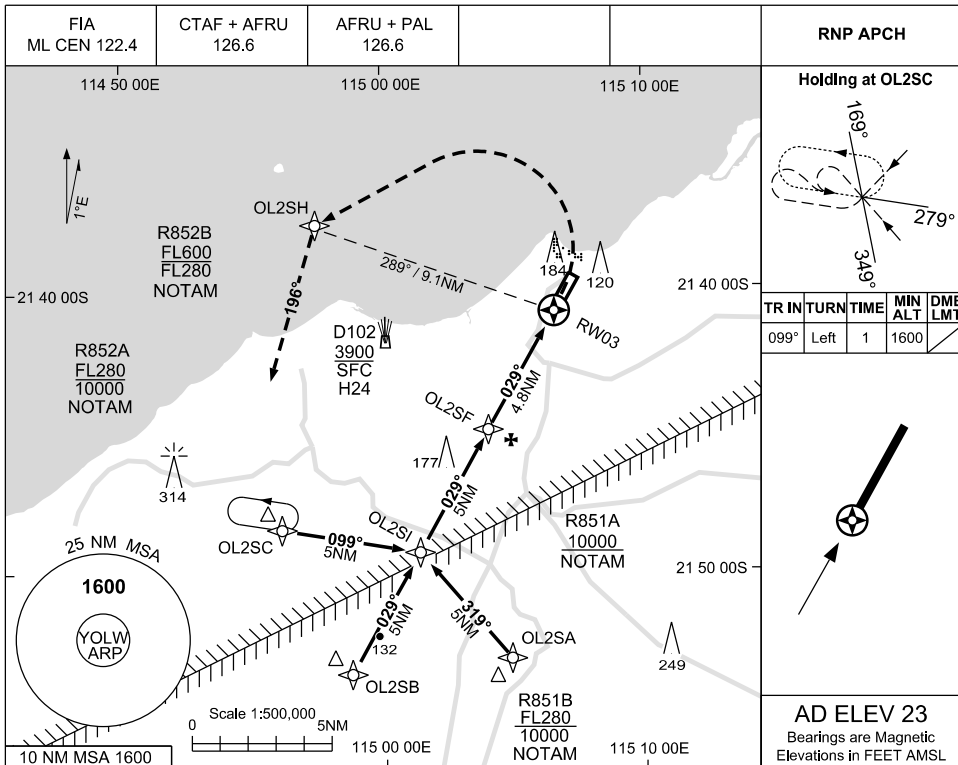 FIA
ML CEN 122.4
CTAF + AFRU
126.6
AFRU + PAL
126.6
RNP APCH
114 50 00E
115 00 00E
115 10 00E
1°E
OL2SH
R852B
FL600
FL280
NOTAM
289° / 9.1NM
184
120
21 40 00S
21 40 00S
196°
RW03
D102
3900
SFC
H24
R852A
FL280
10000
NOTAM
029°
4.8NM
OL2SF
177
314
029°
5NM
OL2SI
OL2SC
099°
5NM
R851A
10000
NOTAM
21 50 00S
25 NM MSA
1600
YOLW
ARP
029°
5NM
319°
5NM
132
OL2SA
OL2SB
249
R851B
FL280
10000
NOTAM
Scale 1:500,000
0
5NM
10 NM MSA 1600
115 00 00E
115 10 00E
Holding at OL2SC
169°
279°
349°
TR IN TURN TIME MIN ALT DME LMT
099° Left 1 1600
AD ELEV 23
Bearings are Magnetic
Elevations in FEET AMSL